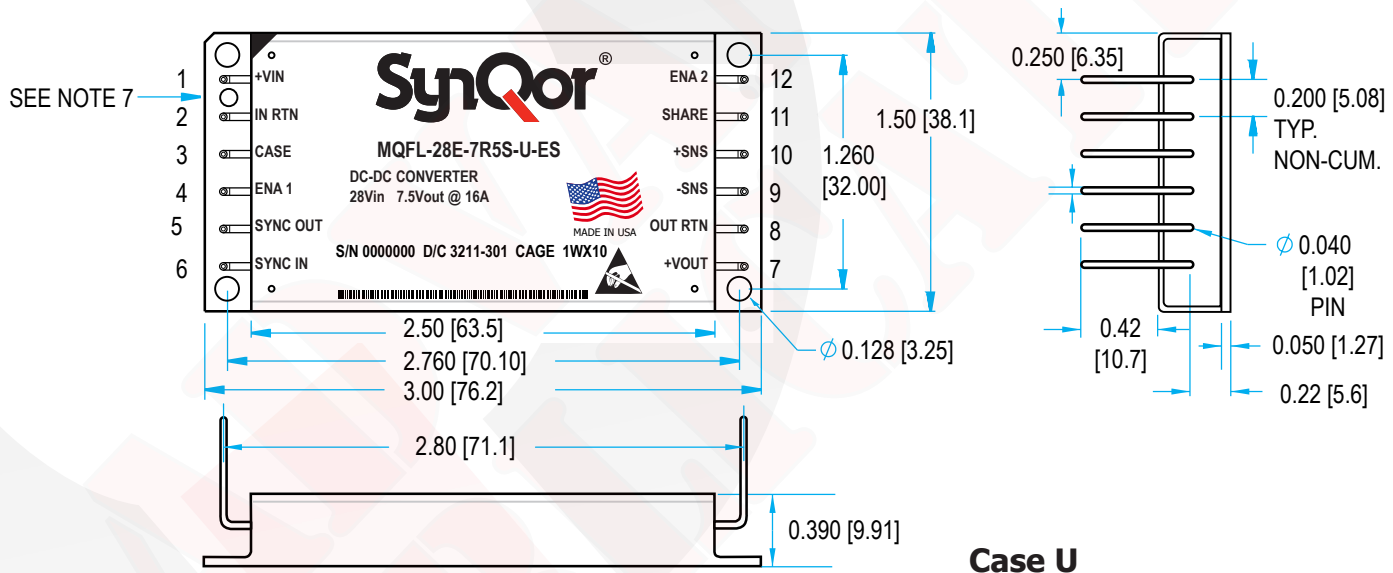 SEE NOTE 7
1
2
3
4
5
6
+VIN
IN RTN
CASE
ENA 1
SYNC OUT
SYNC IN
SynQor®
MQFL-28E-7R5S-U-ES
DC-DC CONVERTER
28Vin 7.5Vout @ 16A
MADE IN USA
S/N 0000000 D/C 3211-301 CAGE 1WX10
ENA 2
SHARE
+SNS
-SNS
OUT RTN
+VOUT
12
11
10
9
8
7
1.260
[32.00]
1.50 [38.1]
Ø 0.128 [3.25]
2.50 [63.5]
2.760 [70.10]
3.00 [76.2]
0.250 [6.35]
0.200 [5.08]
TYP.
NON-CUM.
Ø 0.040
[1.02]
PIN
0.42
[10.7]
0.050 [1.27]
0.22 [5.6]
2.80 [71.1]
0.390 [9.91]
Case U